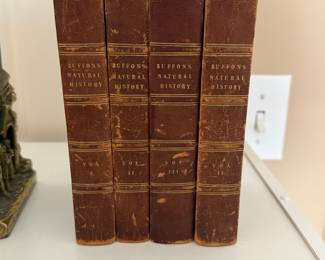 BUFFON'S
NATURAL
HISTORY
VOL
I
BUFFON'S
NATURAL
HISTORY
VOL
II
BUFFON'S
NATURAL
HISTORY
VOL
III
BUFFON'S
NATURAL
HISTORY
VOL